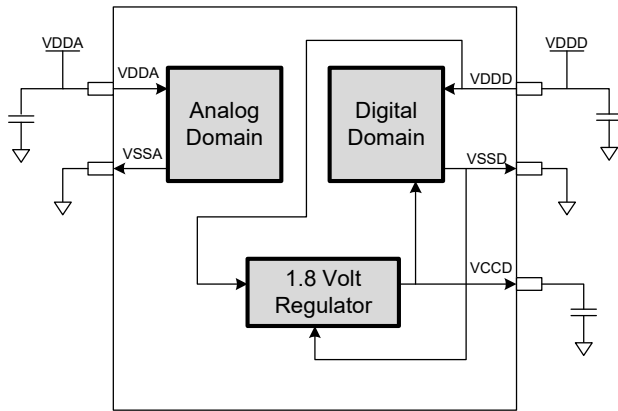 VDDA
VDDD
VDDA
Analog
Domain
Digital
Domain
VDDD
VSSA
VSSD
1.8 Volt
Regulator
VCCD